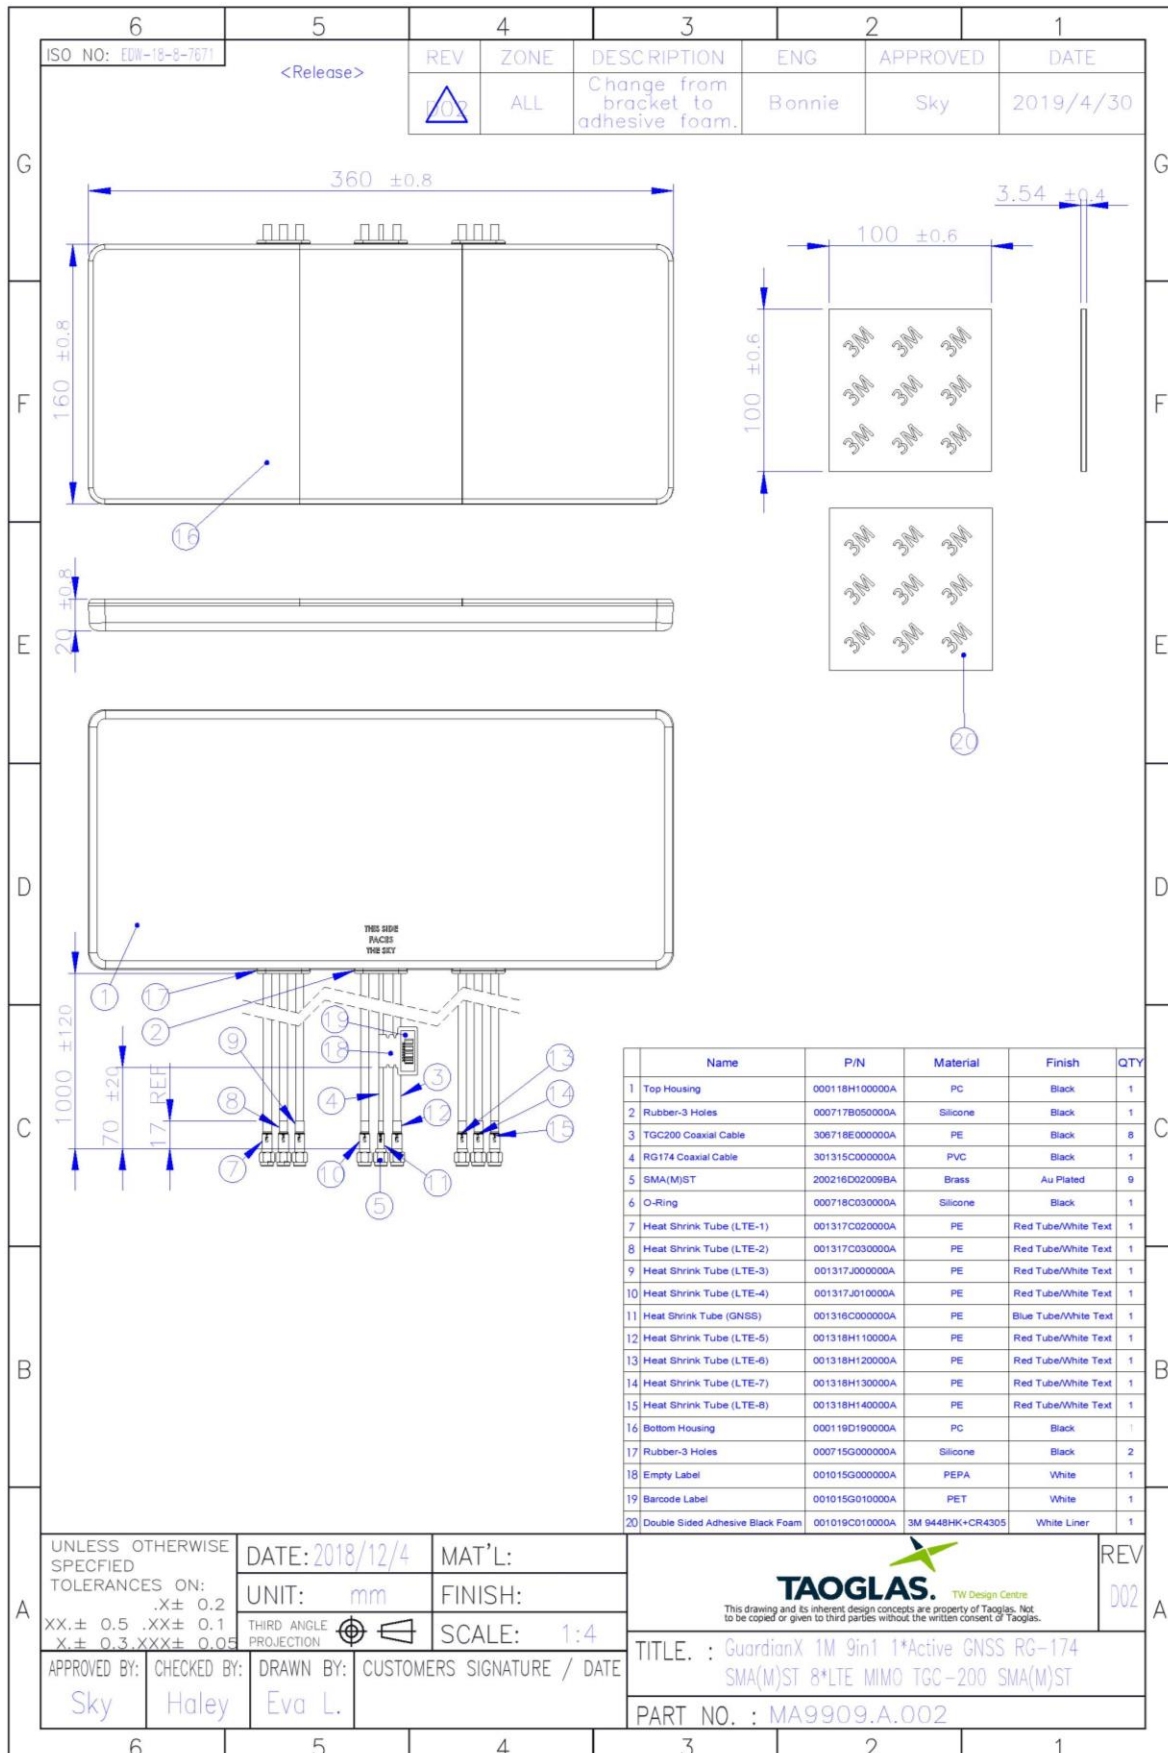 6 5 4 3 2 1
ISO NO: EDW-18-8-7671
<Release>
REV ZONE DESCRIPTION ENG APPROVED DATE
D02 ALL Change from bracket to adhesive foam. Bonnie Sky 2019/4/30
G G
360 ±0.8
3.54 ±0.4
100 ±0.6
160 ±0.8
100 ±0.6
3M 3M 3M
3M 3M 3M
3M 3M 3M
F F
16
3M 3M 3M
3M 3M 3M
3M 3M 3M
20 ±0.8
E E
20
D D
THIS SIDE
FACES
THE SKY
1 17 2
19
18
9 13
3 14
4
8 12 15
7 10 11
5
1000 ±120
70 ±20
17 REF
C C
Name P/N Material Finish QTY
1 Top Housing 000118H100000A PC Black 1
2 Rubber-3 Holes 000717B050000A Silicone Black 1
3 TGC200 Coaxial Cable 306718E000000A PE Black 8
4 RG174 Coaxial Cable 301315C000000A PVC Black 1
5 SMA(M)ST 200216D02009BA Brass Au Plated 9
6 O-Ring 000718C030000A Silicone Black 1
7 Heat Shrink Tube (LTE-1) 001317C020000A PE Red Tube/White Text 1
8 Heat Shrink Tube (LTE-2) 001317C030000A PE Red Tube/White Text 1
9 Heat Shrink Tube (LTE-3) 001317J000000A PE Red Tube/White Text 1
10 Heat Shrink Tube (LTE-4) 001317J010000A PE Red Tube/White Text 1
11 Heat Shrink Tube (GNSS) 001316C000000A PE Blue Tube/White Text 1
12 Heat Shrink Tube (LTE-5) 001318H110000A PE Red Tube/White Text 1
13 Heat Shrink Tube (LTE-6) 001318H120000A PE Red Tube/White Text 1
14 Heat Shrink Tube (LTE-7) 001318H130000A PE Red Tube/White Text 1
15 Heat Shrink Tube (LTE-8) 001318H140000A PE Red Tube/White Text 1
16 Bottom Housing 000119D190000A PC Black 1
17 Rubber-3 Holes 000715G000000A Silicone Black 2
18 Empty Label 001015G000000A PEPA White 1
19 Barcode Label 001015G010000A PET White 1
20 Double Sided Adhesive Black Foam 001019C010000A 3M 9448HK+CR4305 White Liner 1
B B
A A
UNLESS OTHERWISE
SPECFIED
TOLERANCES ON:
.X± 0.2
XX.± 0.5 .XX± 0.1
X.± 0.3.XXX± 0.05
DATE: 2018/12/4 MAT'L:
UNIT: mm FINISH:
THIRD ANGLE
PROJECTION
SCALE: 1:4
TAOGLAS. TW Design Centre
This drawing and its inherent design concepts are property of Taoglas. Not
to be copied or given to third parties without the written consent of Taoglas.
REV
D02
APPROVED BY: CHECKED BY: DRAWN BY: CUSTOMERS SIGNATURE / DATE
Sky Haley Eva L.
TITLE. : GuardianX 1M 9in1 1*Active GNSS RG-174
SMA(M)ST 8*LTE MIMO TGC-200 SMA(M)ST
PART NO. : MA9909.A.002
6 5 4 3 2 1